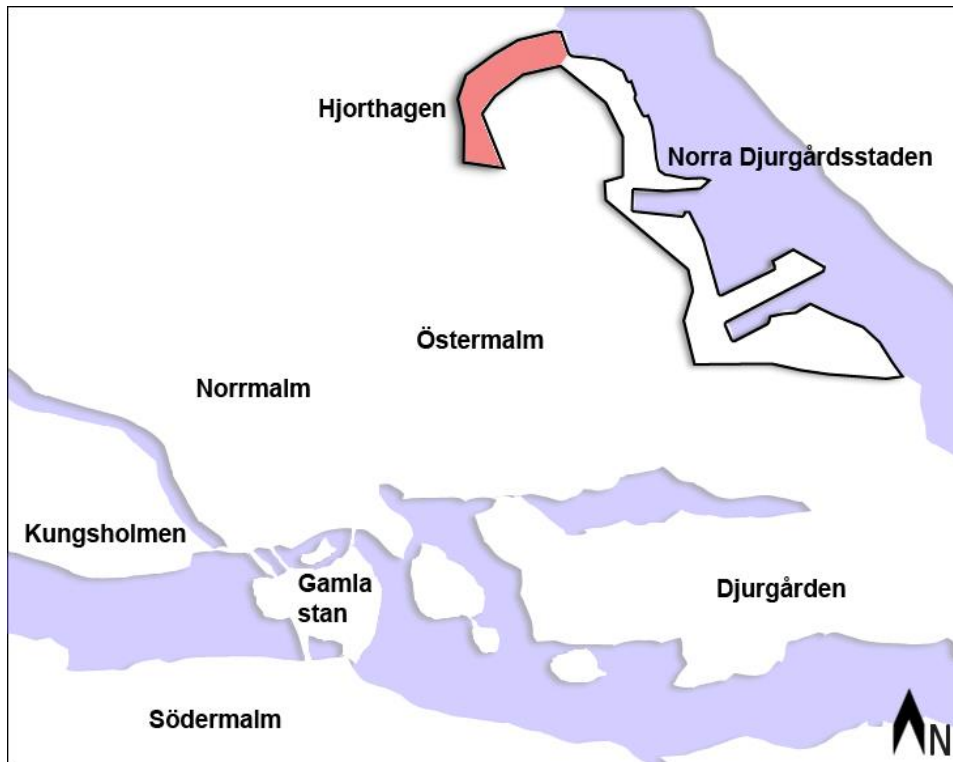 Hjorthagen
Norra Djurgårdsstaden
Östermalm
Norrmalm
Kungsholmen
Gamla
stan
Djurgården
Södermalm
N